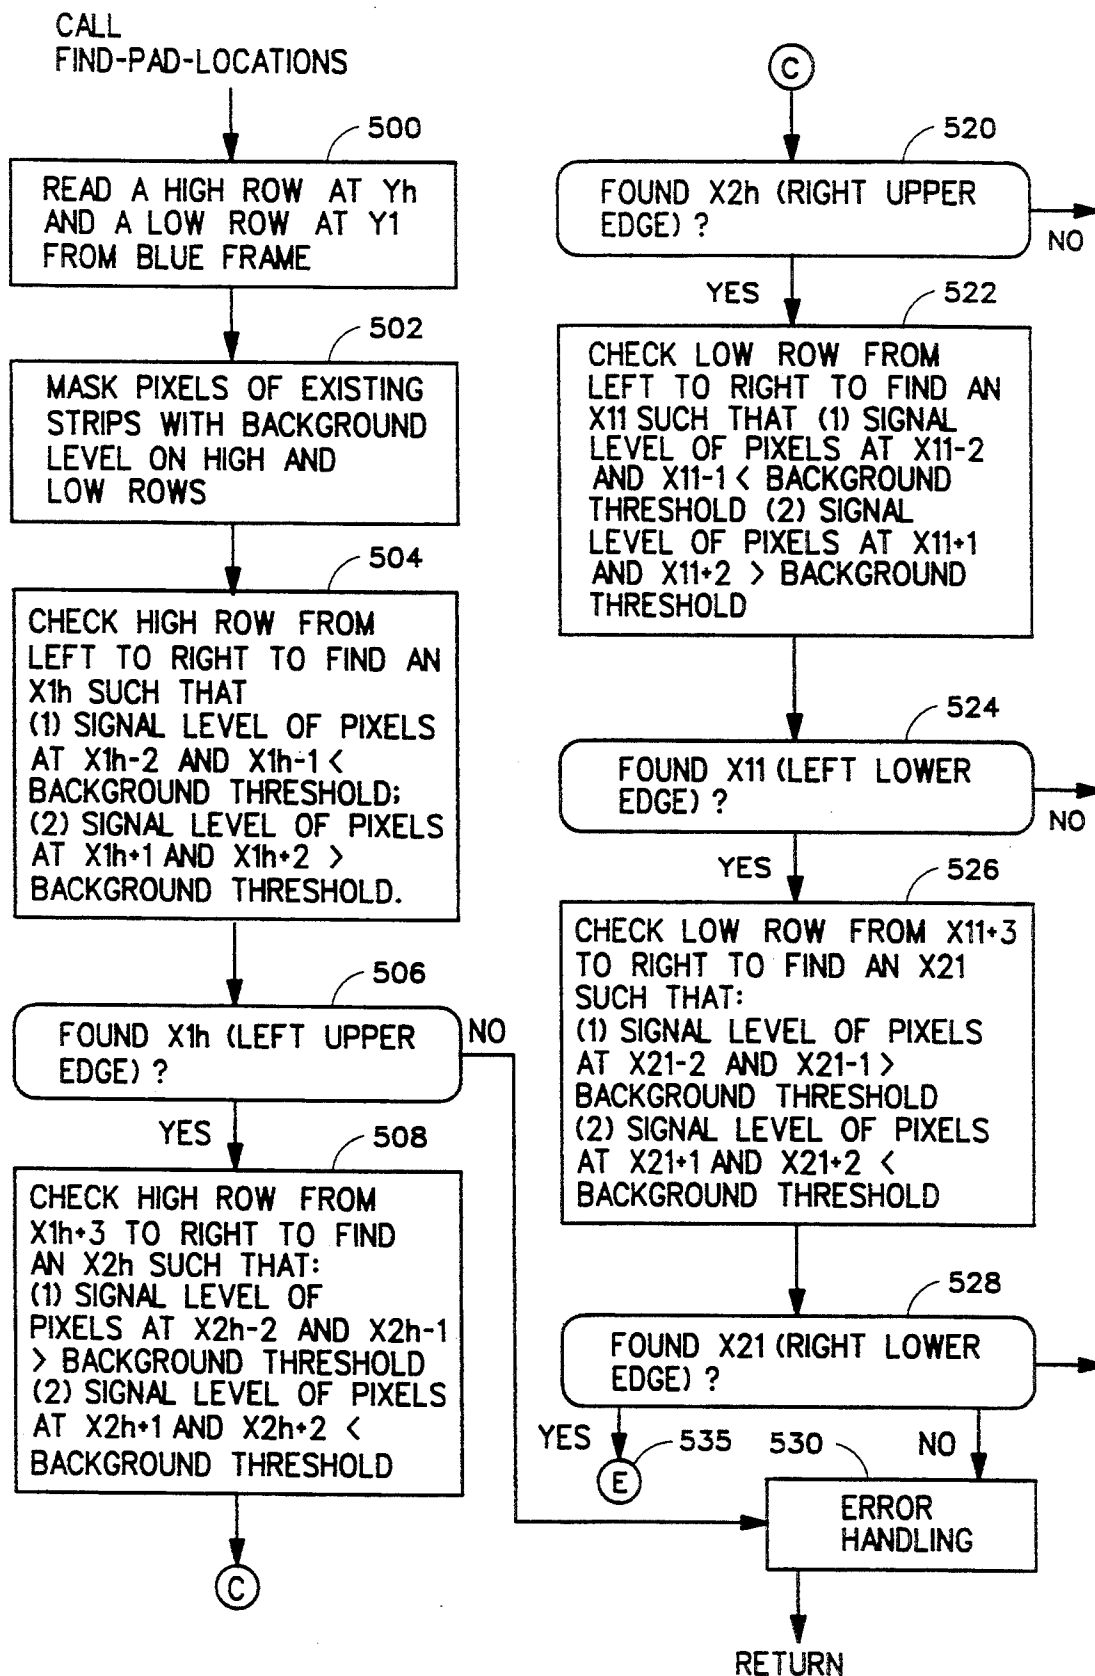 CALL
FIND-PAD-LOCATIONS
500
READ A HIGH ROW AT Yh
AND A LOW ROW AT Y1
FROM BLUE FRAME
502
MASK PIXELS OF EXISTING
STRIPS WITH BACKGROUND
LEVEL ON HIGH AND
LOW ROWS
504
CHECK HIGH ROW FROM
LEFT TO RIGHT TO FIND AN
X1h SUCH THAT
(1) SIGNAL LEVEL OF PIXELS
AT X1h-2 AND X1h-1 <
BACKGROUND THRESHOLD;
(2) SIGNAL LEVEL OF PIXELS
AT X1h+1 AND X1h+2 >
BACKGROUND THRESHOLD.
506
FOUND X1h (LEFT UPPER
EDGE) ?
NO
YES
508
CHECK HIGH ROW FROM
X1h+3 TO RIGHT TO FIND
AN X2h SUCH THAT:
(1) SIGNAL LEVEL OF
PIXELS AT X2h-2 AND X2h-1
> BACKGROUND THRESHOLD
(2) SIGNAL LEVEL OF PIXELS
AT X2h+1 AND X2h+2 <
BACKGROUND THRESHOLD
C
C
520
FOUND X2h (RIGHT UPPER
EDGE) ?
NO
YES
522
CHECK LOW ROW FROM
LEFT TO RIGHT TO FIND AN
X11 SUCH THAT (1) SIGNAL
LEVEL OF PIXELS AT X11-2
AND X11-1 < BACKGROUND
THRESHOLD (2) SIGNAL
LEVEL OF PIXELS AT X11+1
AND X11+2 > BACKGROUND
THRESHOLD
524
FOUND X11 (LEFT LOWER
EDGE) ?
NO
YES
526
CHECK LOW ROW FROM X11+3
TO RIGHT TO FIND AN X21
SUCH THAT:
(1) SIGNAL LEVEL OF PIXELS
AT X21-2 AND X21-1 >
BACKGROUND THRESHOLD
(2) SIGNAL LEVEL OF PIXELS
AT X21+1 AND X21+2 <
BACKGROUND THRESHOLD
528
FOUND X21 (RIGHT LOWER
EDGE) ?
YES
535
E
530
NO
ERROR
HANDLING
RETURN